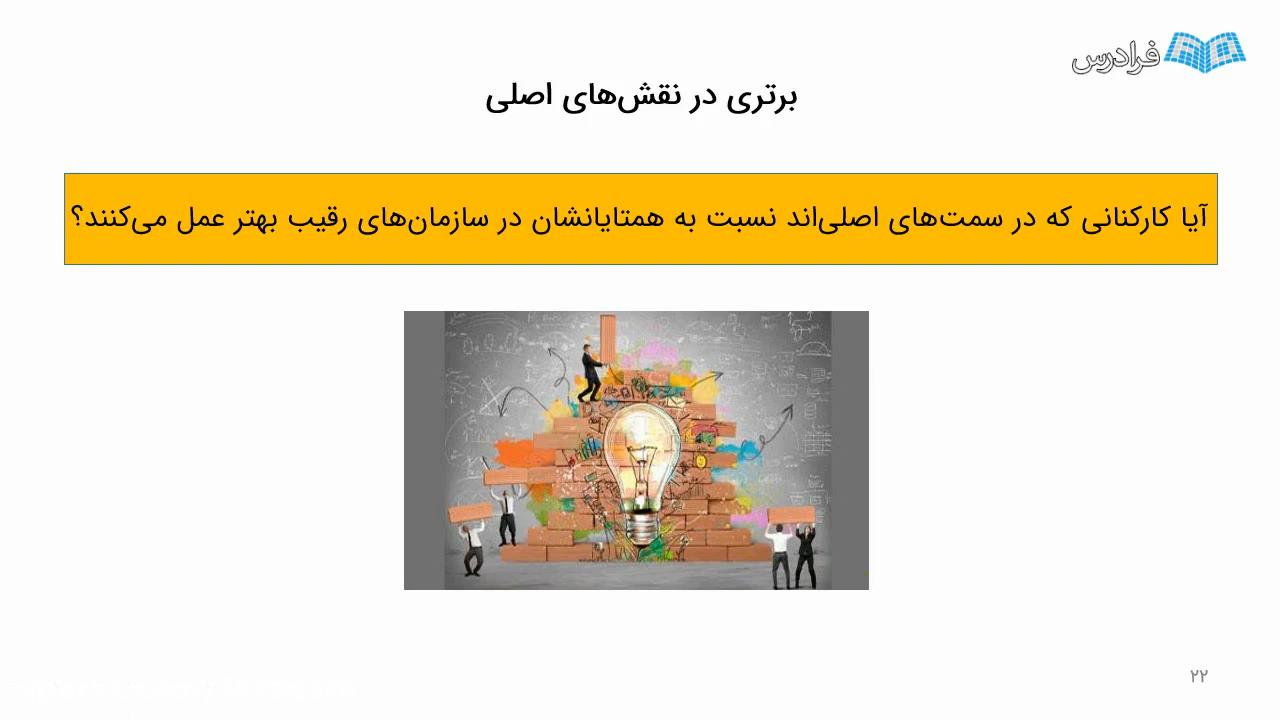 فرادرس
برتری در نقش‌های اصلی
آیا کارکنانی که در سمت‌های اصلی‌اند نسبت به همتایانشان در سازمان‌های رقیب بهتر عمل می‌کنند؟
۲۲